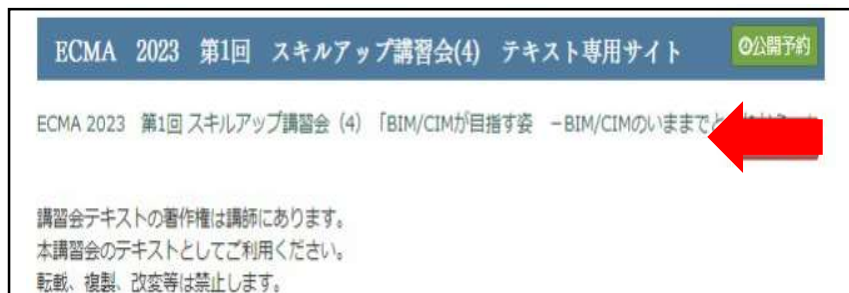 ECMA 2023 第1回 スキルアップ講習会(4) テキスト専用サイト
公開予約
ECMA 2023 第1回 スキルアップ講習会（4）「BIM/CIMが目指す姿 －BIM/CIMのいままでと
講習会テキストの著作権は講師にあります。
本講習会のテキストとしてご利用ください。
転載、複製、改変等は禁止します。